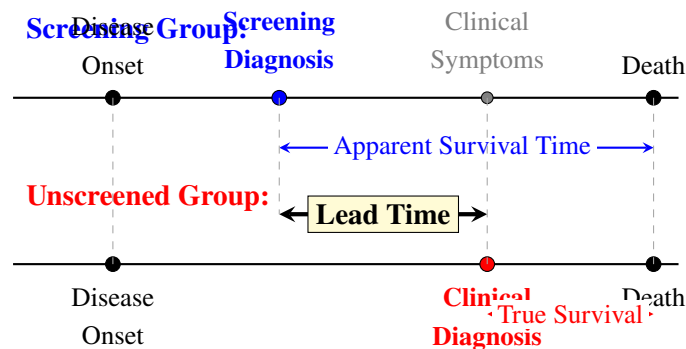 Screening Group:
Disease
Onset
Screening
Diagnosis
Clinical
Symptoms
Death
Apparent Survival Time
Unscreened Group:
Lead Time
Disease
Onset
Clinical
Diagnosis
Death
True Survival